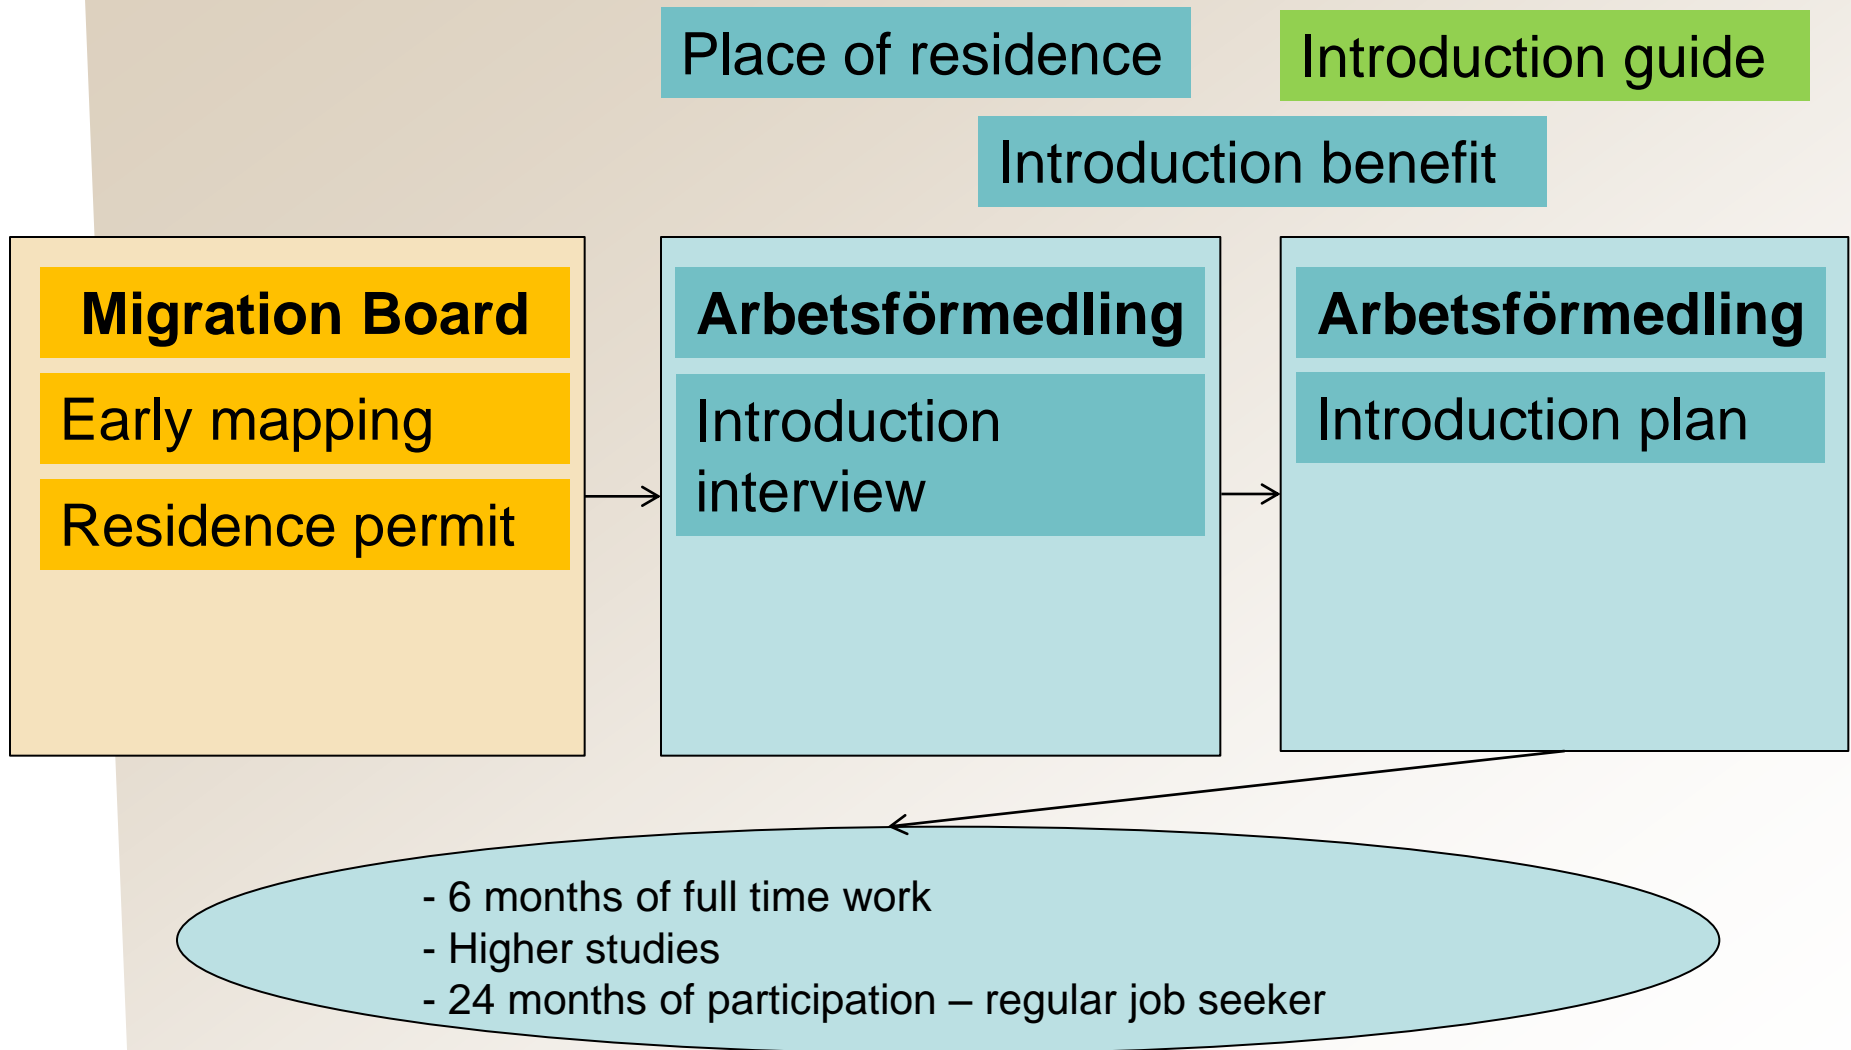 Place of residence
Introduction guide
Introduction benefit
Migration Board
Early mapping
Residence permit
Arbetsförmedling
Introduction
interview
Arbetsförmedling
Introduction plan
- 6 months of full time work
- Higher studies
- 24 months of participation – regular job seeker